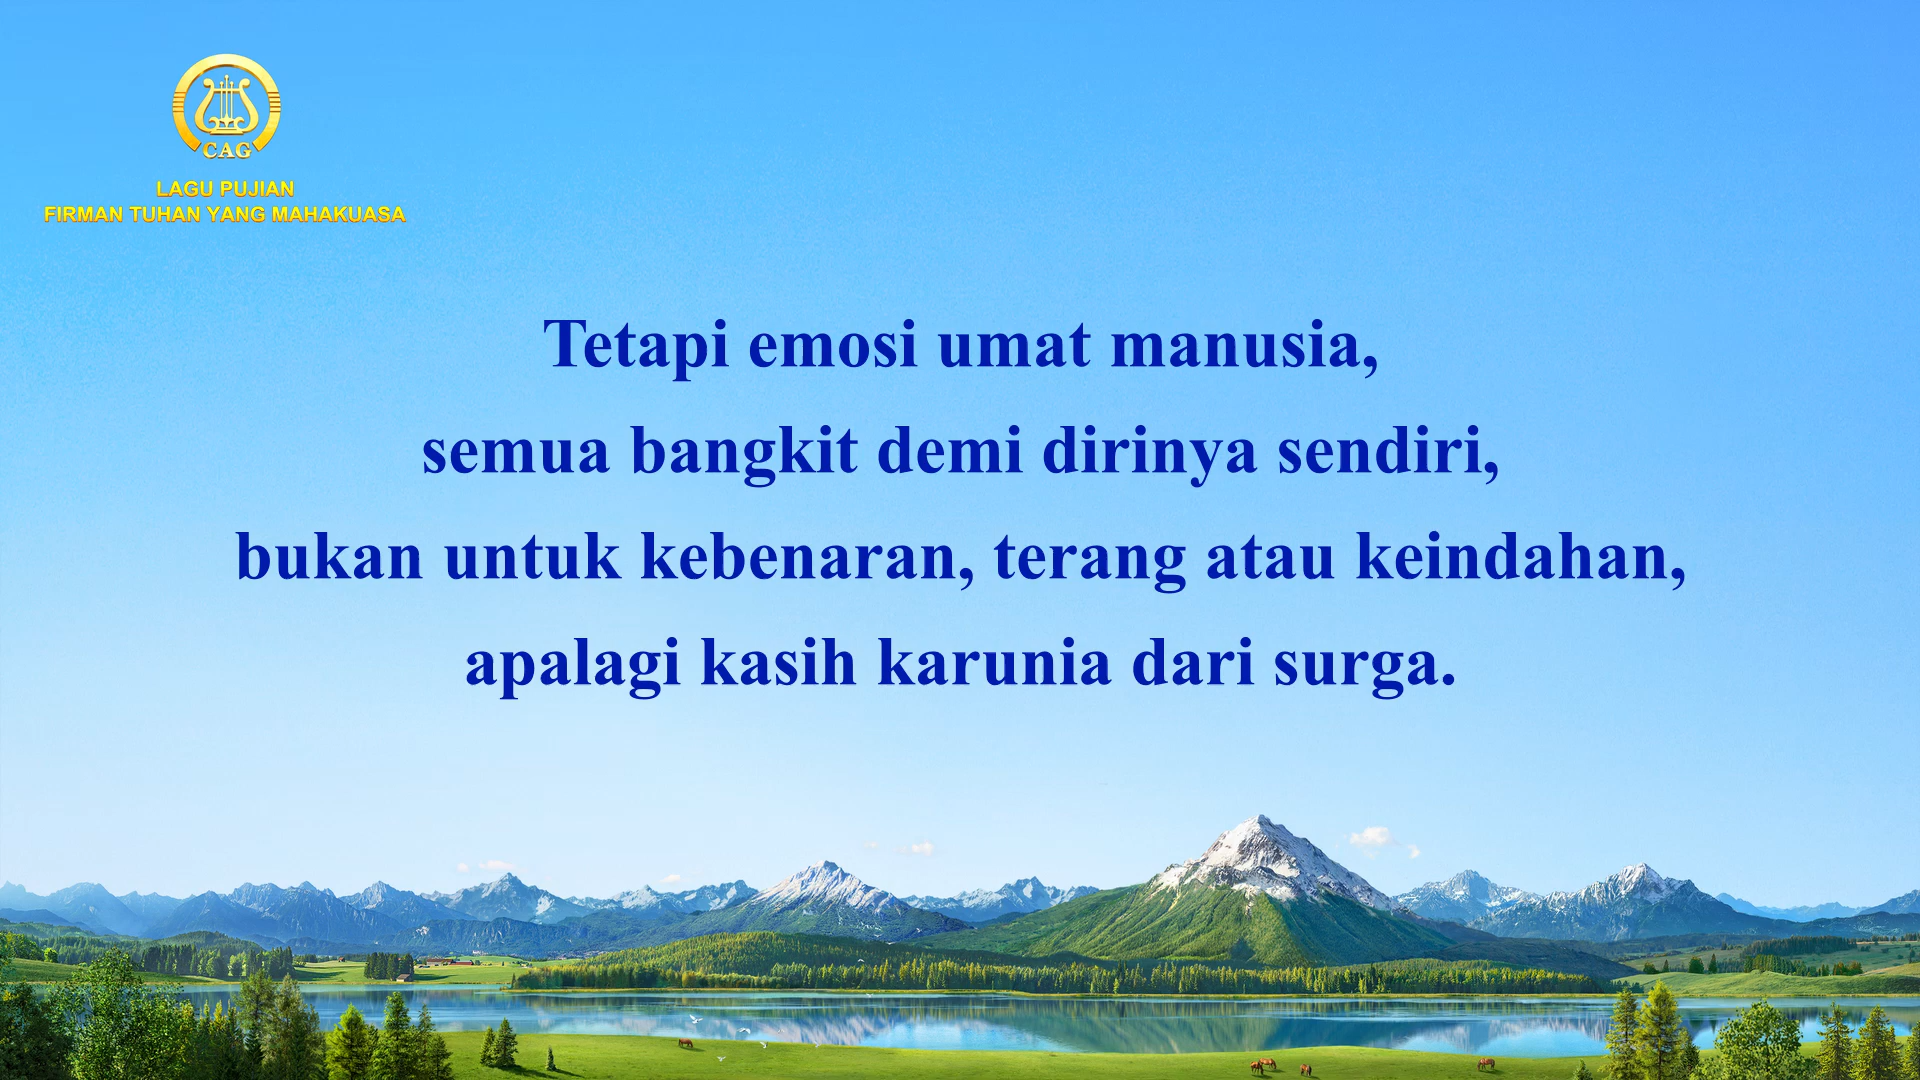 CAG
LAGU PUJIAN
FIRMAN TUHAN YANG MAHAKUASA
Tetapi emosi umat manusia,
semua bangkit demi dirinya sendiri,
bukan untuk kebenaran, terang atau keindahan,
apalagi kasih karunia dari surga.